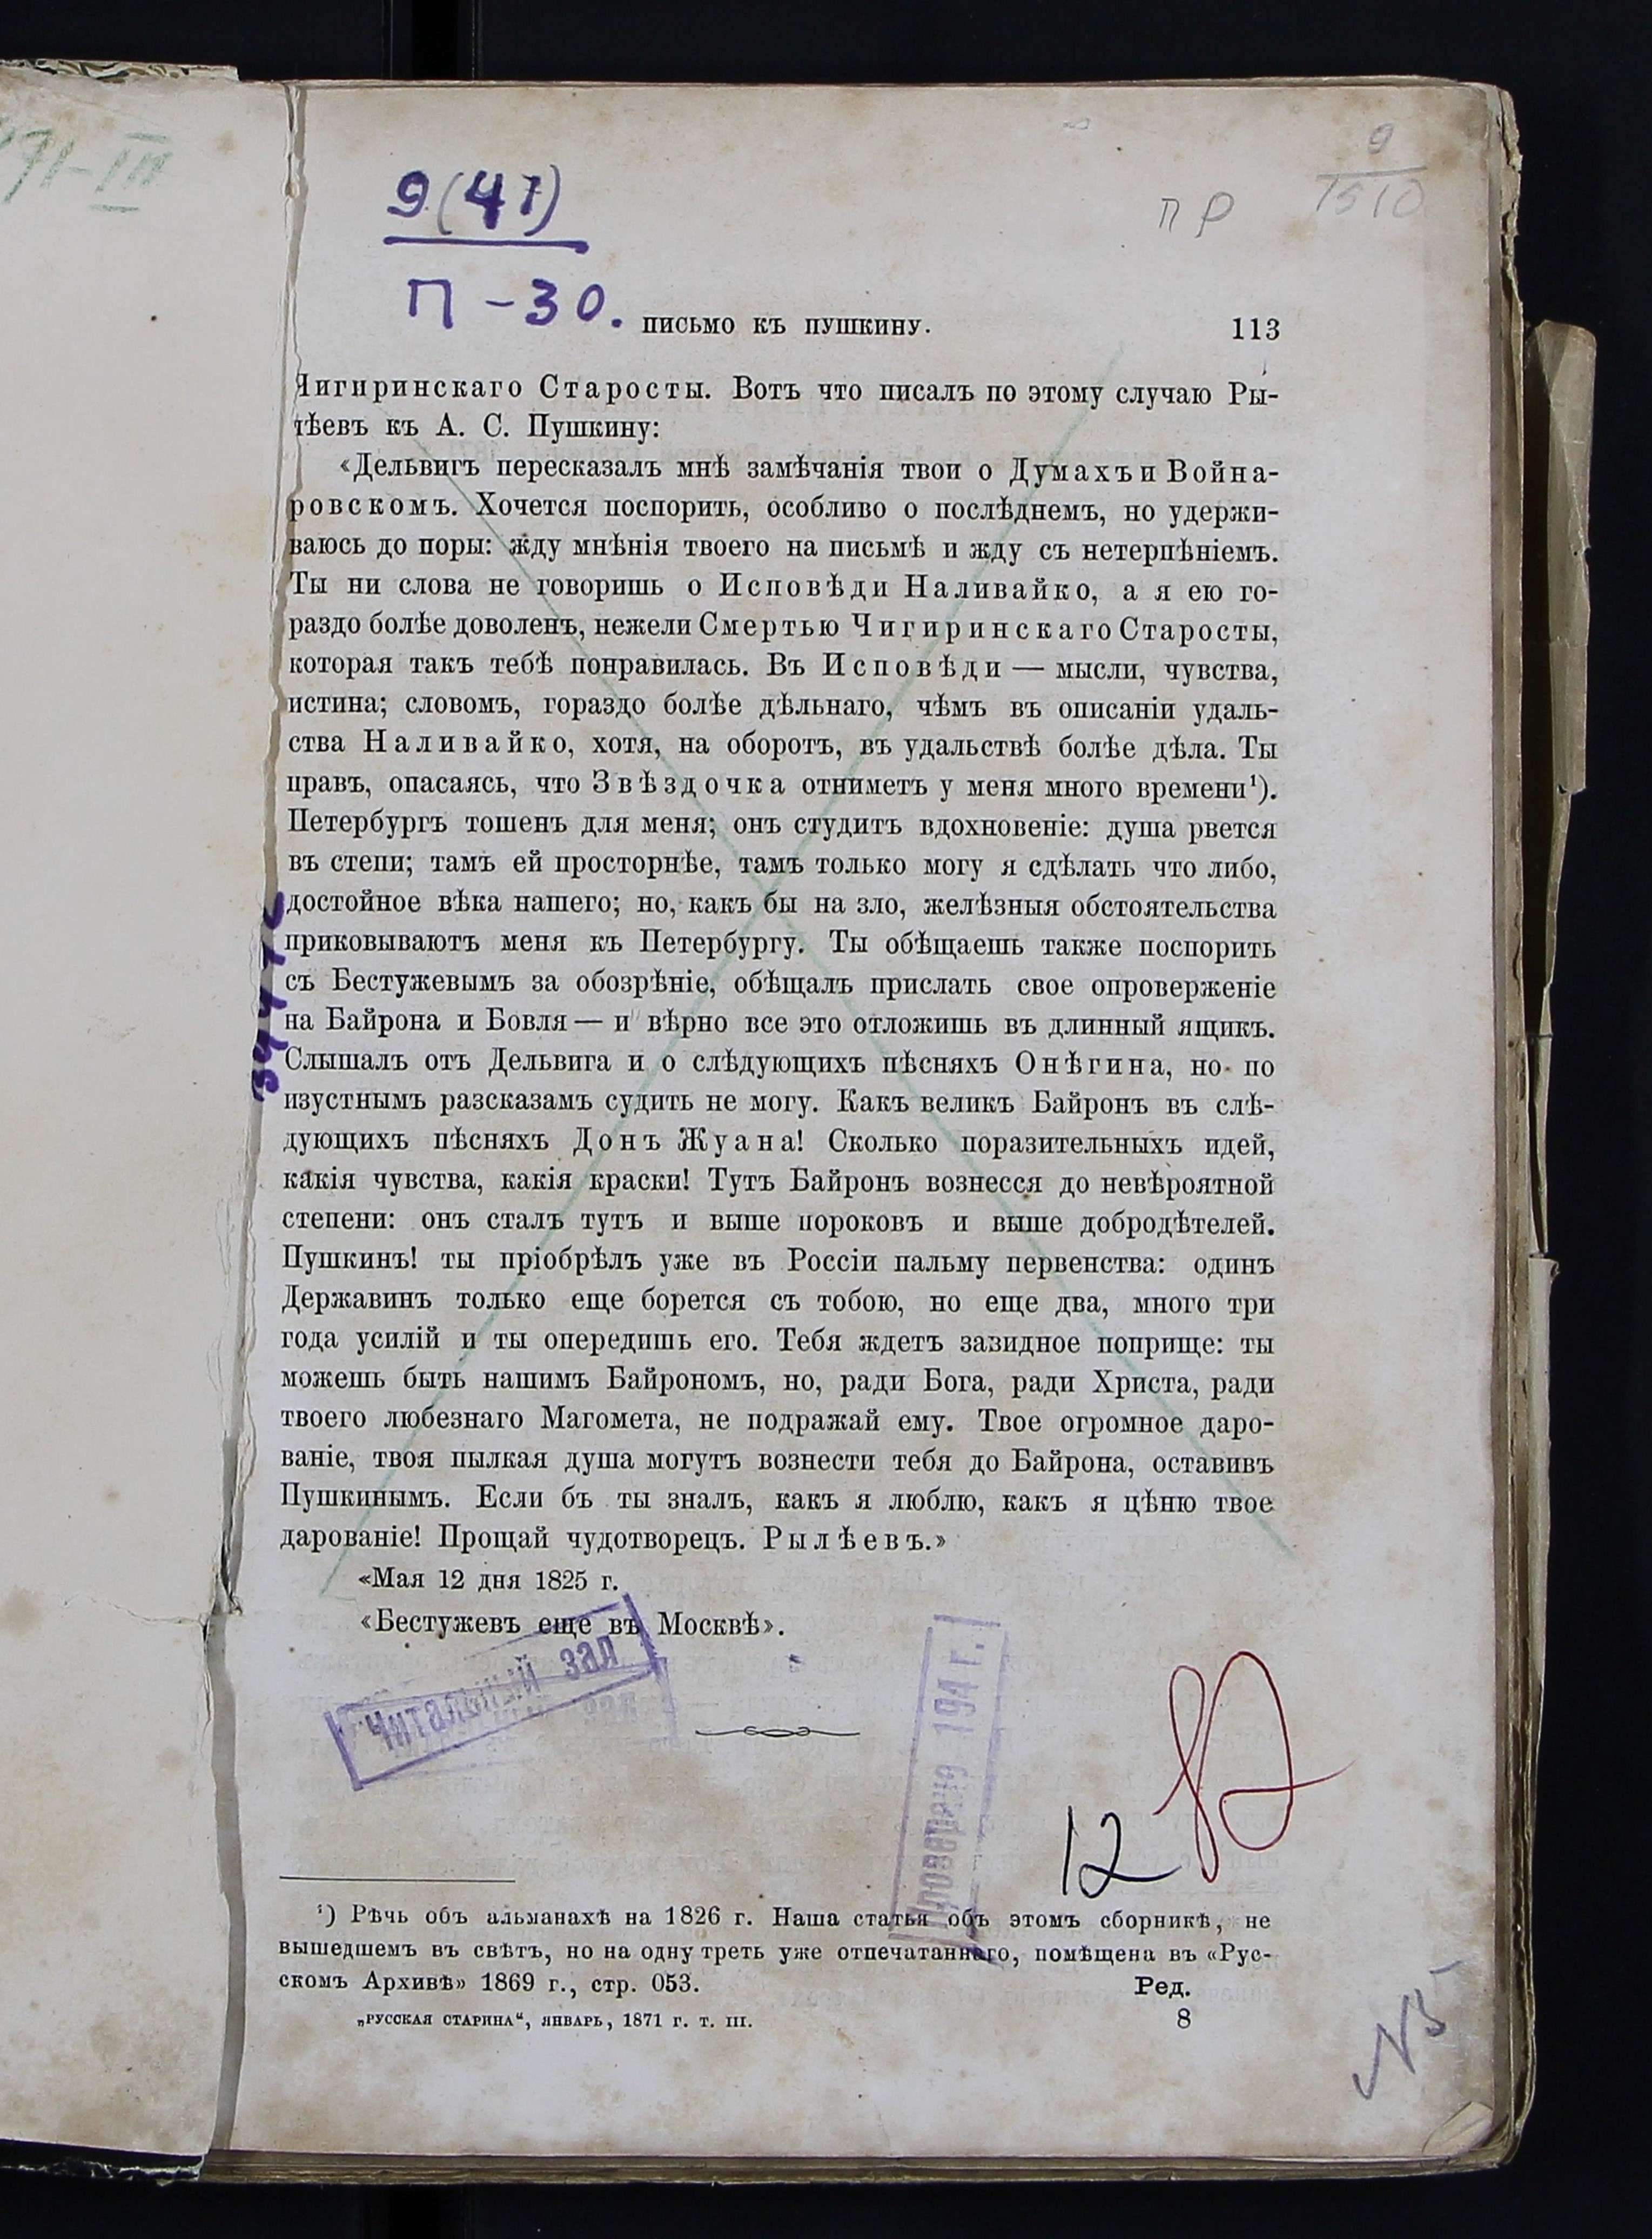 71-III
9
1510
ПР
9(47)
П-30.
ПИСЬМО КЪ ПУШКИНУ. 113
Чигиринскаго Старосты. Вотъ что писалъ по этому случаю Ры-
лѣевъ къ А. С. Пушкину:
«Дельвигъ пересказалъ мнѣ замѣчанія твои о Думахъ и Война-
ровскомъ. Хочется поспорить, особливо о послѣднемъ, но удержи-
ваюсь до поры: жду мнѣнія твоего на письмѣ и жду съ нетерпѣніемъ.
Ты ни слова не говоришь о Исповѣди Наливайко, а я ею го-
раздо болѣе доволенъ, нежели Смертью Чигиринскаго Старосты,
которая такъ тебѣ понравилась. Въ Исповѣди — мысли, чувства,
истина; словомъ, гораздо болѣе дѣльнаго, чѣмъ въ описаніи удаль-
ства Наливайко, хотя, на оборотъ, въ удальствѣ болѣе дѣла. Ты
правъ, опасаясь, что Звѣздочка отниметъ у меня много времени¹).
Петербургъ тошенъ для меня; онъ студитъ вдохновеніе: душа рвется
въ степи; тамъ ей просторнѣе, тамъ только могу я сдѣлать что либо,
достойное вѣка нашего; но, какъ бы на зло, желѣзныя обстоятельства
приковываютъ меня къ Петербургу. Ты обѣщаешь также поспорить
съ Бестужевымъ за обозрѣніе, обѣщалъ прислать свое опроверженіе
на Байрона и Бовля — и вѣрно все это отложишь въ длинный ящикъ.
Слышалъ отъ Дельвига и о слѣдующихъ пѣсняхъ Онѣгина, но по
изустнымъ разсказамъ судить не могу. Какъ великъ Байронъ въ слѣ-
дующихъ пѣсняхъ Донъ Жуана! Сколько поразительныхъ идей,
какія чувства, какія краски! Тутъ Байронъ вознесся до невѣроятной
степени: онъ сталъ тутъ и выше пороковъ и выше добродѣтелей.
Пушкинъ! ты пріобрѣлъ уже въ Россіи пальму первенства: одинъ
Державинъ только еще борется съ тобою, но еще два, много три
года усилій и ты опередишь его. Тебя ждетъ завидное поприще: ты
можешь быть нашимъ Байрономъ, но, ради Бога, ради Христа, ради
твоего любезнаго Магомета, не подражай ему. Твое огромное даро-
ваніе, твоя пылкая душа могутъ вознести тебя до Байрона, оставивъ
Пушкинымъ. Если бъ ты зналъ, какъ я люблю, какъ я цѣню твое
дарованіе! Прощай чудотворецъ. Рылѣевъ.»
«Мая 12 дня 1825 г.
«Бестужевъ еще въ Москвѣ».
Читальный зал
Проверено 194 г.
12
¹) Рѣчь объ альманахѣ на 1826 г. Наша статья объ этомъ сборникѣ, не
вышедшемъ въ свѣтъ, но на одну треть уже отпечатаннаго, помѣщена въ «Рус-
скомъ Архивѣ» 1869 г., стр. 053. Ред.
„РУССКАЯ СТАРИНА“, ЯНВАРЬ, 1871 г. т. III. 8